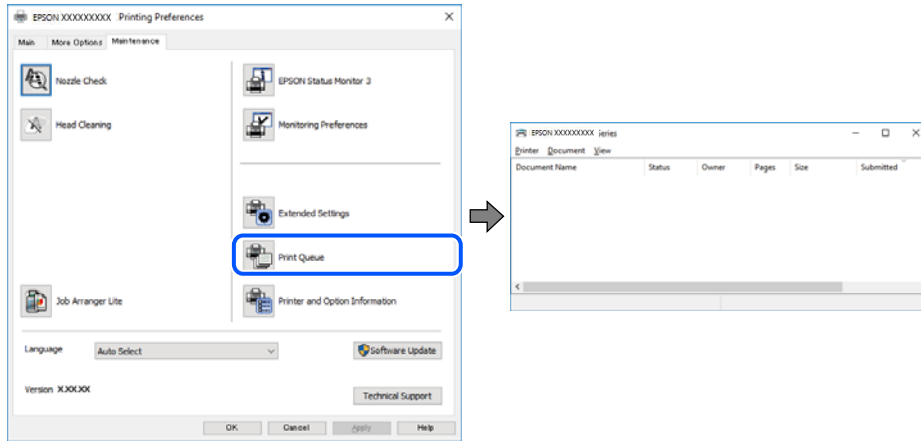 EPSON XXXXXXXXX Printing Preferences
Main More Options Maintenance
Nozzle Check
EPSON Status Monitor 3
Head Cleaning
Monitoring Preferences
Extended Settings
Print Queue
Job Arranger Lite
Printer and Option Information
Language Auto Select
Software Update
Version X.XX.XX
Technical Support
OK Cancel Apply Help
EPSON XXXXXXXXX ieries
Printer Document View
Document Name Status Owner Pages Size Submitted